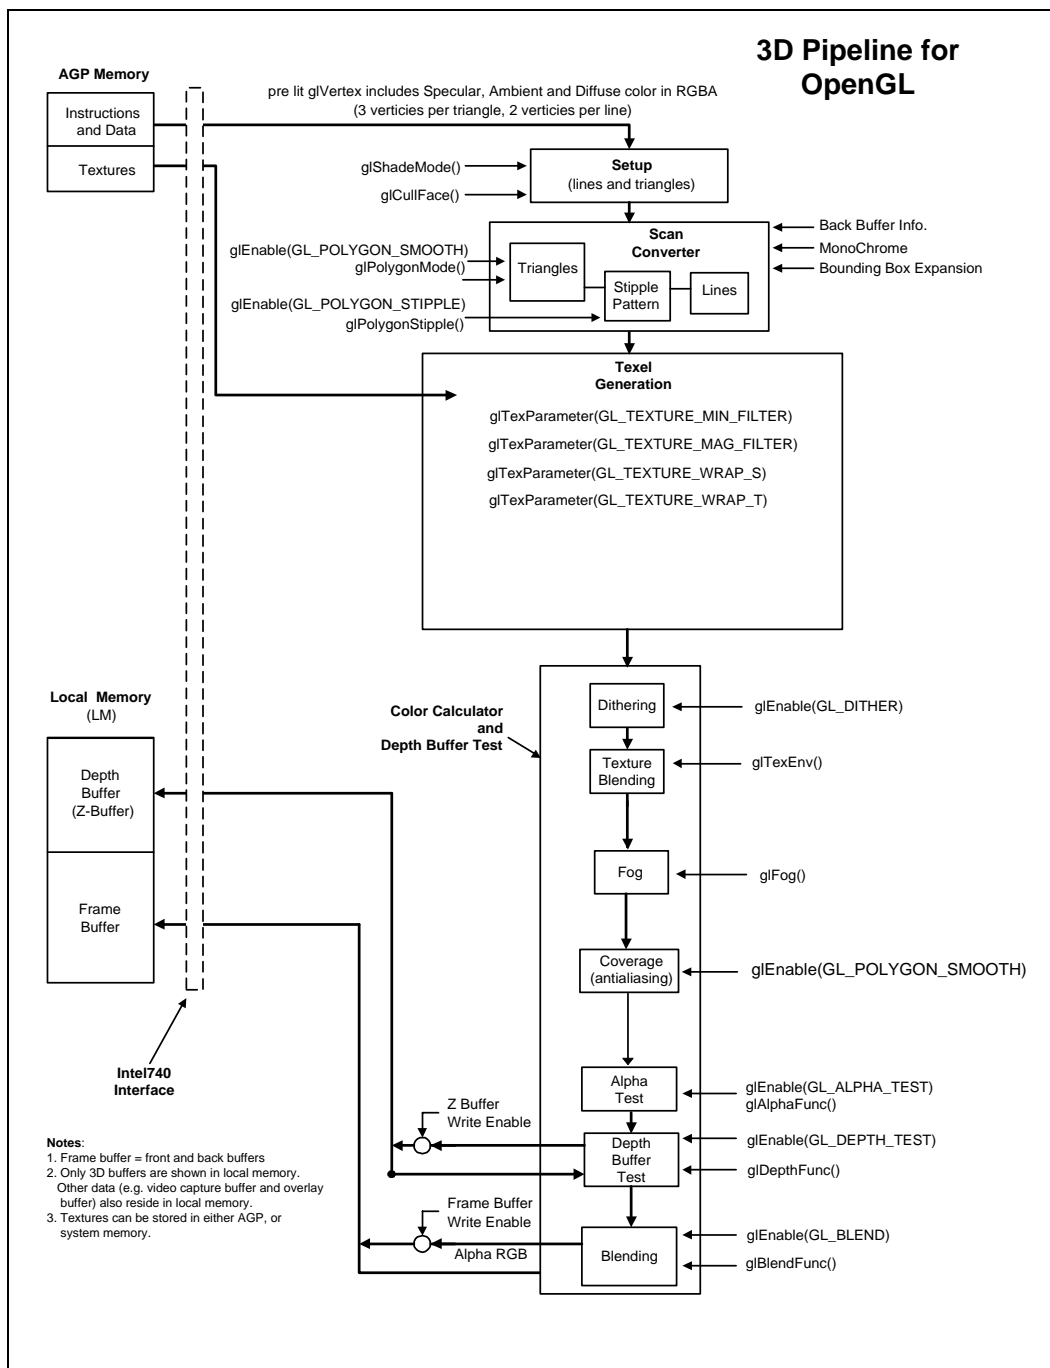 3D Pipeline for
OpenGL
AGP Memory
Instructions
and Data
Textures
pre lit glVertex includes Specular, Ambient and Diffuse color in RGBA
(3 verticies per triangle, 2 verticies per line)
glShadeMode()
glCullFace()
Setup
(lines and triangles)
Scan
Converter
glEnable(GL_POLYGON_SMOOTH)
glPolygonMode()
glEnable(GL_POLYGON_STIPPLE)
glPolygonStipple()
Triangles
Stipple
Pattern
Lines
Back Buffer Info.
MonoChrome
Bounding Box Expansion
Texel
Generation
glTexParameter(GL_TEXTURE_MIN_FILTER)
glTexParameter(GL_TEXTURE_MAG_FILTER)
glTexParameter(GL_TEXTURE_WRAP_S)
glTexParameter(GL_TEXTURE_WRAP_T)
Local Memory
(LM)
Depth
Buffer
(Z-Buffer)
Frame
Buffer
Color Calculator
and
Depth Buffer Test
Dithering
glEnable(GL_DITHER)
Texture
Blending
glTexEnv()
Fog
glFog()
Coverage
(antialiasing)
glEnable(GL_POLYGON_SMOOTH)
Intel740
Interface
Alpha
Test
glEnable(GL_ALPHA_TEST)
glAlphaFunc()
Z Buffer
Write Enable
Depth
Buffer
Test
glEnable(GL_DEPTH_TEST)
glDepthFunc()
Frame Buffer
Write Enable
Alpha RGB
Blending
glEnable(GL_BLEND)
glBlendFunc()
Notes:
1. Frame buffer = front and back buffers
2. Only 3D buffers are shown in local memory.
Other data (e.g. video capture buffer and overlay
buffer) also reside in local memory.
3. Textures can be stored in either AGP, or
system memory.